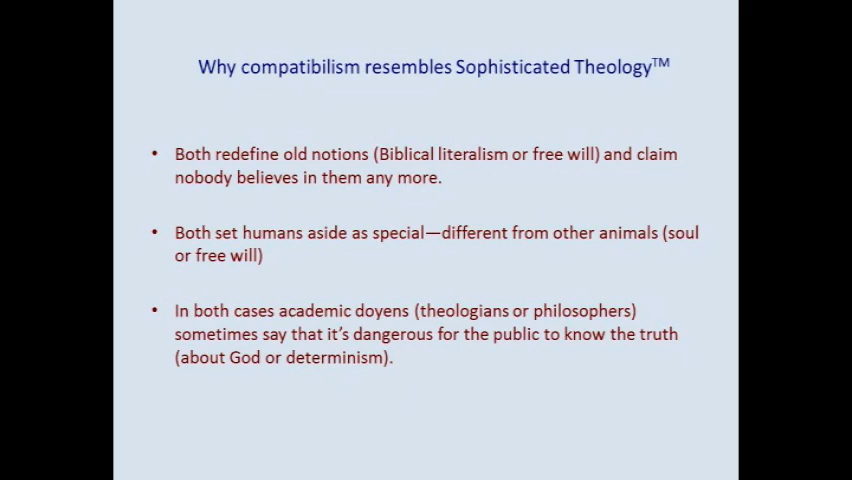 Why compatibilism resembles Sophisticated Theology™
• Both redefine old notions (Biblical literalism or free will) and claim
nobody believes in them any more.
• Both set humans aside as special—different from other animals (soul
or free will)
• In both cases academic doyens (theologians or philosophers)
sometimes say that it's dangerous for the public to know the truth
(about God or determinism).